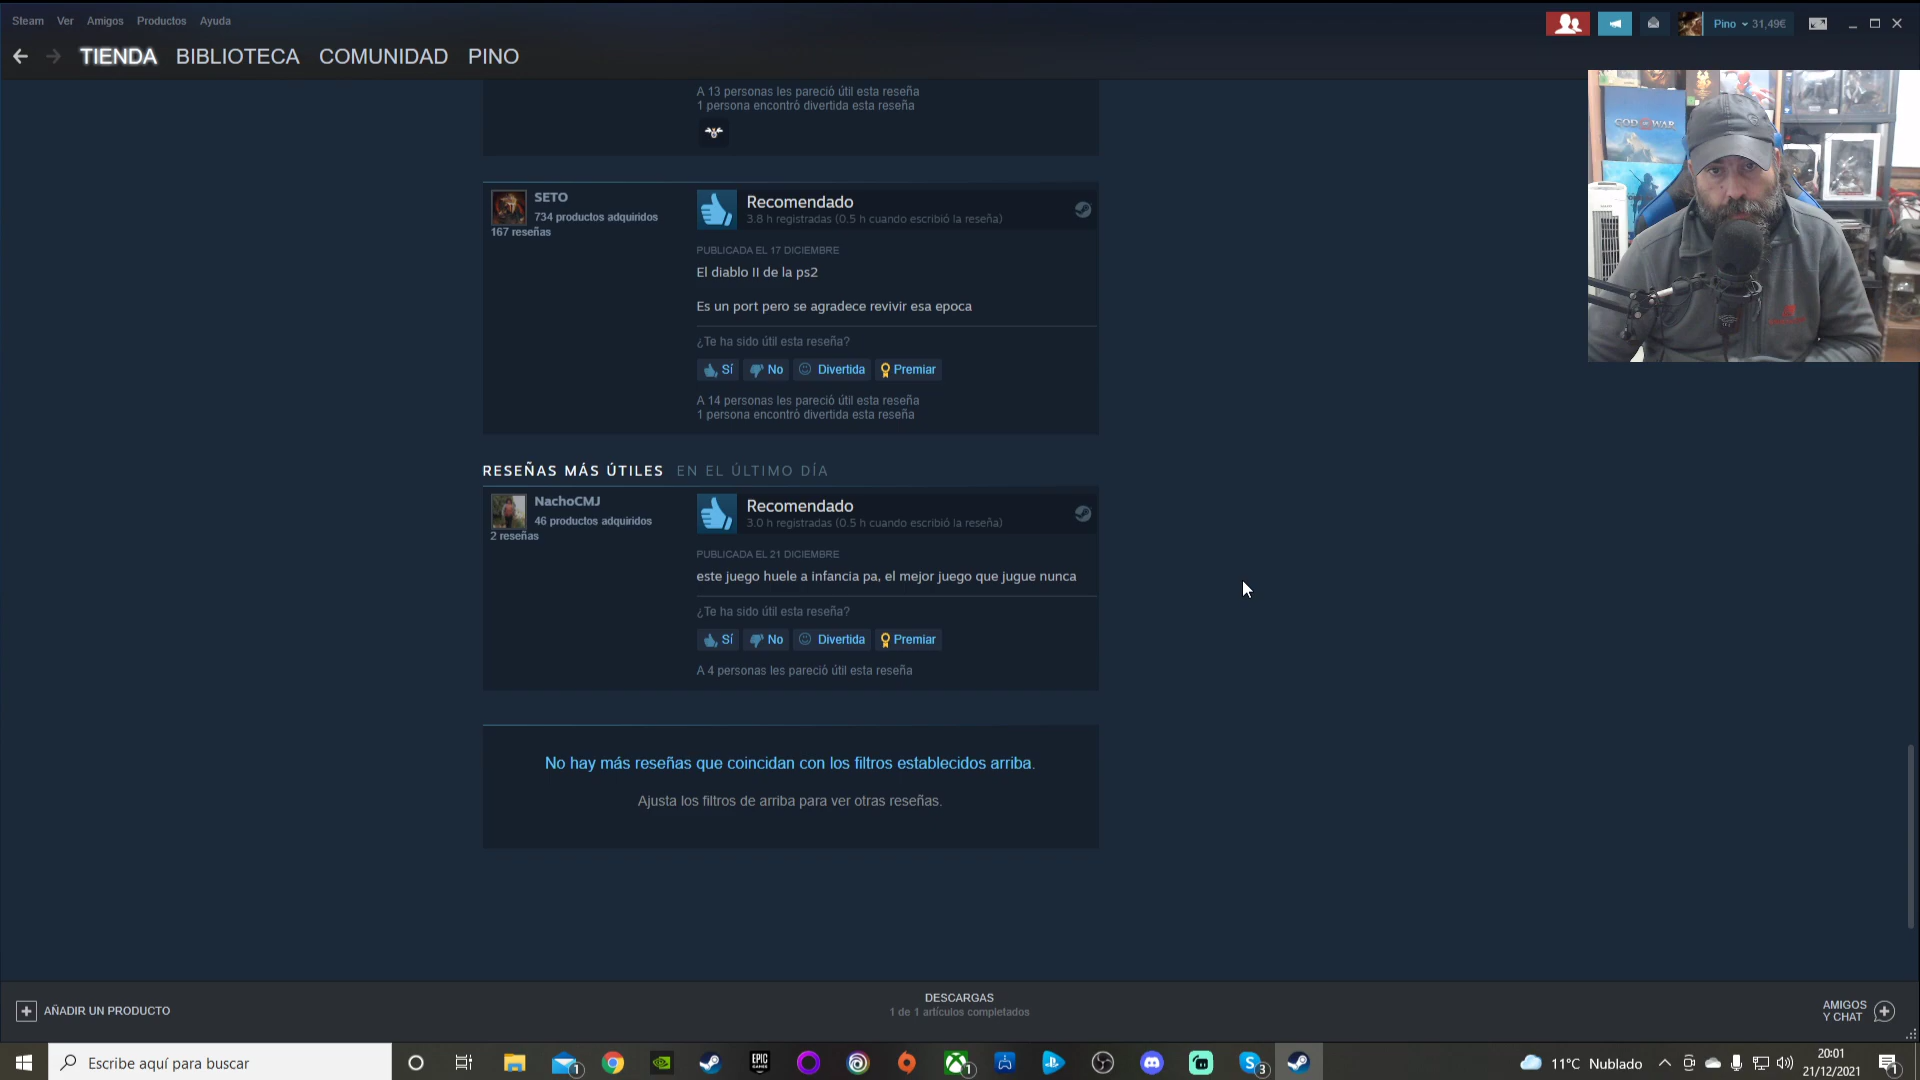 Steam Ver Amigos Productos Ayuda
Pino 31,49€
TIENDA BIBLIOTECA COMUNIDAD PINO
A 13 personas les pareció útil esta reseña
1 persona encontró divertida esta reseña
GOD OF WAR
SETO
734 productos adquiridos
167 reseñas
Recomendado
3.8 h registradas (0.5 h cuando escribió la reseña)
PUBLICADA EL 17 DICIEMBRE
El diablo II de la ps2
Es un port pero se agradece revivir esa epoca
¿Te ha sido útil esta reseña?
Sí No Divertida Premiar
A 14 personas les pareció útil esta reseña
1 persona encontró divertida esta reseña
RESEÑAS MÁS ÚTILES EN EL ÚLTIMO DÍA
NachoCMJ
46 productos adquiridos
2 reseñas
Recomendado
3.0 h registradas (0.5 h cuando escribió la reseña)
PUBLICADA EL 21 DICIEMBRE
este juego huele a infancia pa, el mejor juego que jugue nunca
¿Te ha sido útil esta reseña?
Sí No Divertida Premiar
A 4 personas les pareció útil esta reseña
No hay más reseñas que coincidan con los filtros establecidos arriba.
Ajusta los filtros de arriba para ver otras reseñas.
AÑADIR UN PRODUCTO
DESCARGAS
1 de 1 artículos completados
AMIGOS
Y CHAT
Escribe aquí para buscar
1
EPIC
GAMES
1
3
11°C Nublado
20:01
21/12/2021
1